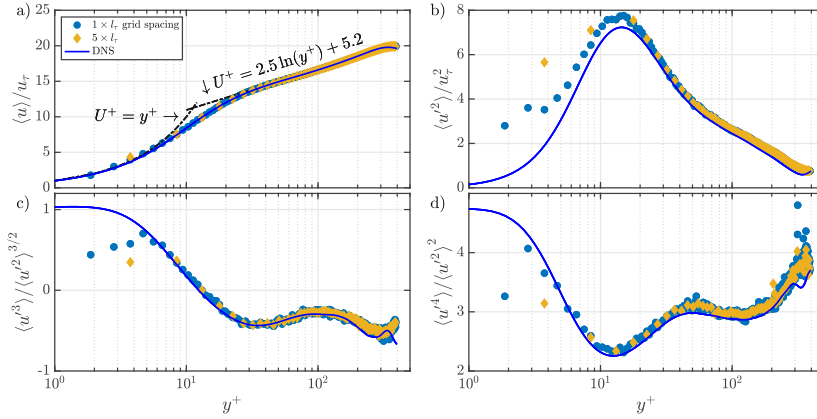 a)
1 × l_τ grid spacing
5 × l_τ
DNS
↓U⁺ = 2.5 ln(y⁺) + 5.2
U⁺ = y⁺ →
⟨u⟩/u_τ
25
20
15
10
5
0
b)
⟨u′²⟩/u_τ²
8
6
4
2
0
c)
⟨u′³⟩/⟨u′²⟩^{3/2}
1
0
-1
10⁰ 10¹ 10²
y⁺
d)
⟨u′⁴⟩/⟨u′²⟩²
5
4
3
2
10⁰ 10¹ 10²
y⁺